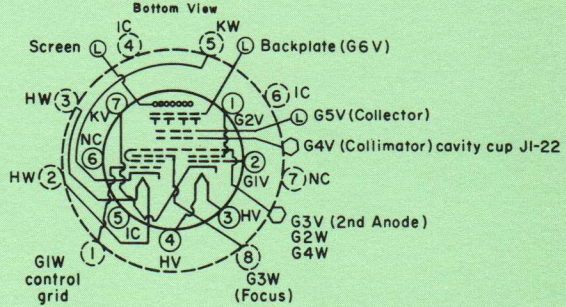 Bottom View
IC
4
5
KW
Screen
L
L
Backplate (G6V)
HW
3
6
IC
KV
7
1
G2V
L
G5V (Collector)
G4V (Collimator) cavity cup J1-22
NC
6
2
G1V
HW
2
7
NC
5
IC
3
HV
4
HV
G3V (2nd Anode)
G2W
G4W
1
8
G1W
control
grid
G3W
(Focus)